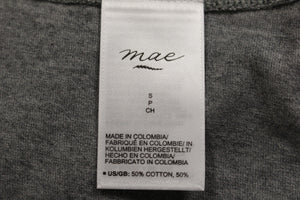 mae
S
P
CH
MADE IN COLOMBIA/
FABRIQUÉ EN COLOMBIE/ IN
KOLUMBIEN HERGESTELLT/
HECHO EN COLOMBIA/
FABBRICATO IN COLOMBIA
• US/GB: 50% COTTON, 50%